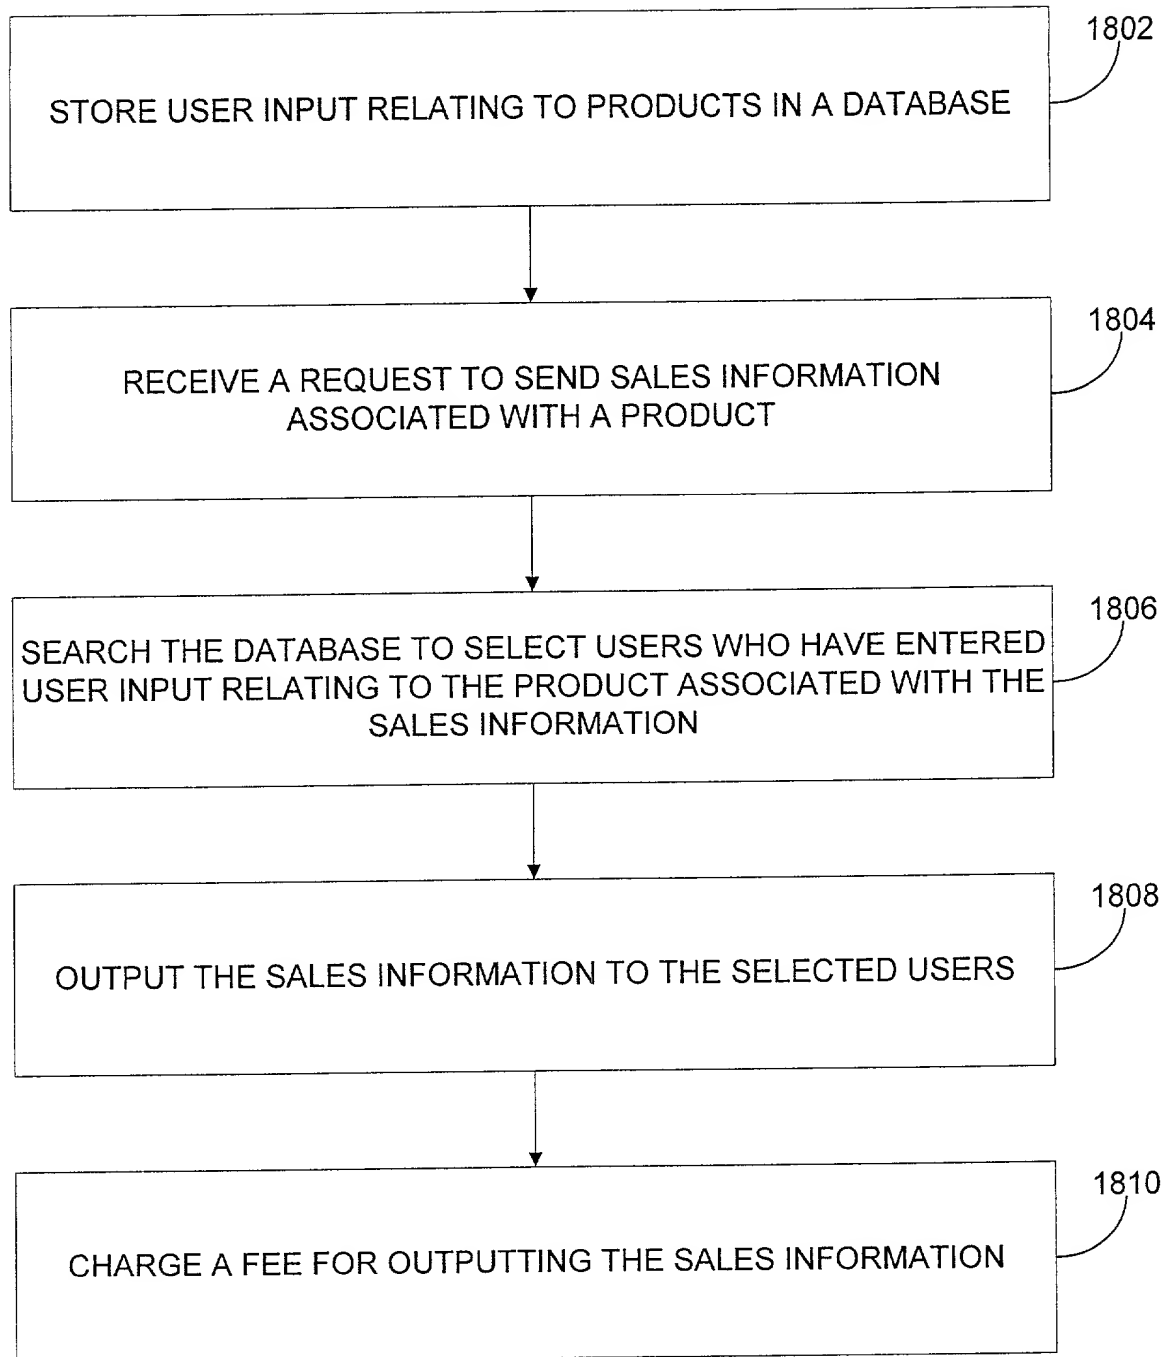 1802
STORE USER INPUT RELATING TO PRODUCTS IN A DATABASE
1804
RECEIVE A REQUEST TO SEND SALES INFORMATION
ASSOCIATED WITH A PRODUCT
1806
SEARCH THE DATABASE TO SELECT USERS WHO HAVE ENTERED
USER INPUT RELATING TO THE PRODUCT ASSOCIATED WITH THE
SALES INFORMATION
1808
OUTPUT THE SALES INFORMATION TO THE SELECTED USERS
1810
CHARGE A FEE FOR OUTPUTTING THE SALES INFORMATION